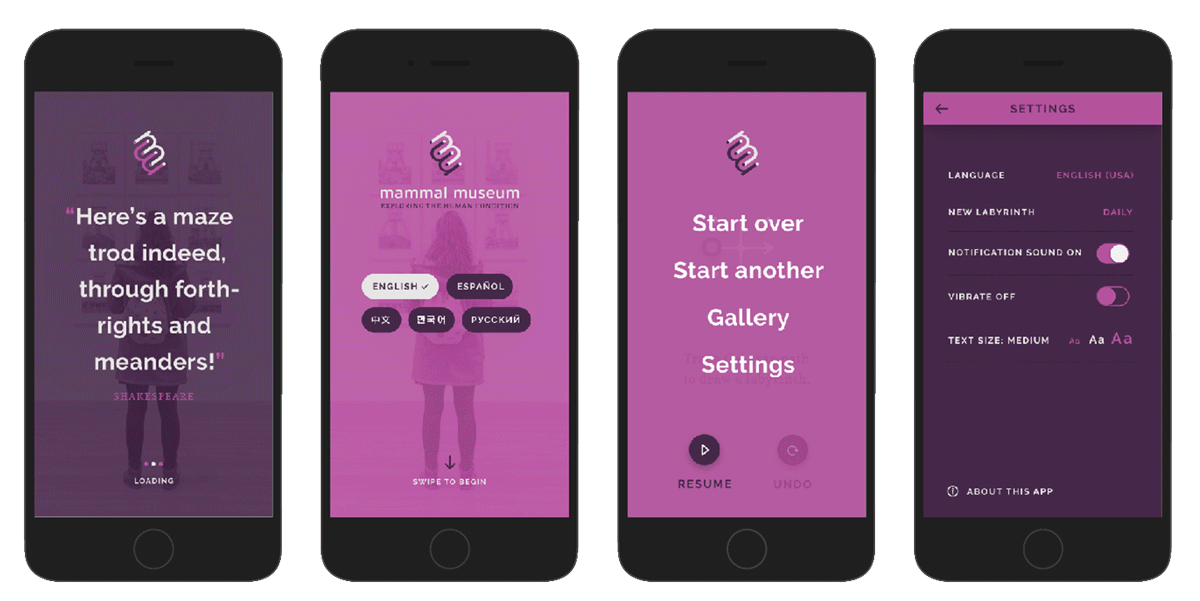 “Here’s a maze
trod indeed,
through forth-
rights and
meanders!”
SHAKESPEARE
LOADING
mammal museum
EXPLORING THE HUMAN CONDITION
ENGLISH ✓
ESPAÑOL
中文
한국어
РУССКИЙ
SWIPE TO BEGIN
Start over
Start another
Gallery
Settings
to draw a labyrinth.
RESUME
UNDO
SETTINGS
LANGUAGE ENGLISH (USA)
NEW LABYRINTH DAILY
NOTIFICATION SOUND ON
VIBRATE OFF
TEXT SIZE: MEDIUM Aa Aa Aa
ABOUT THIS APP